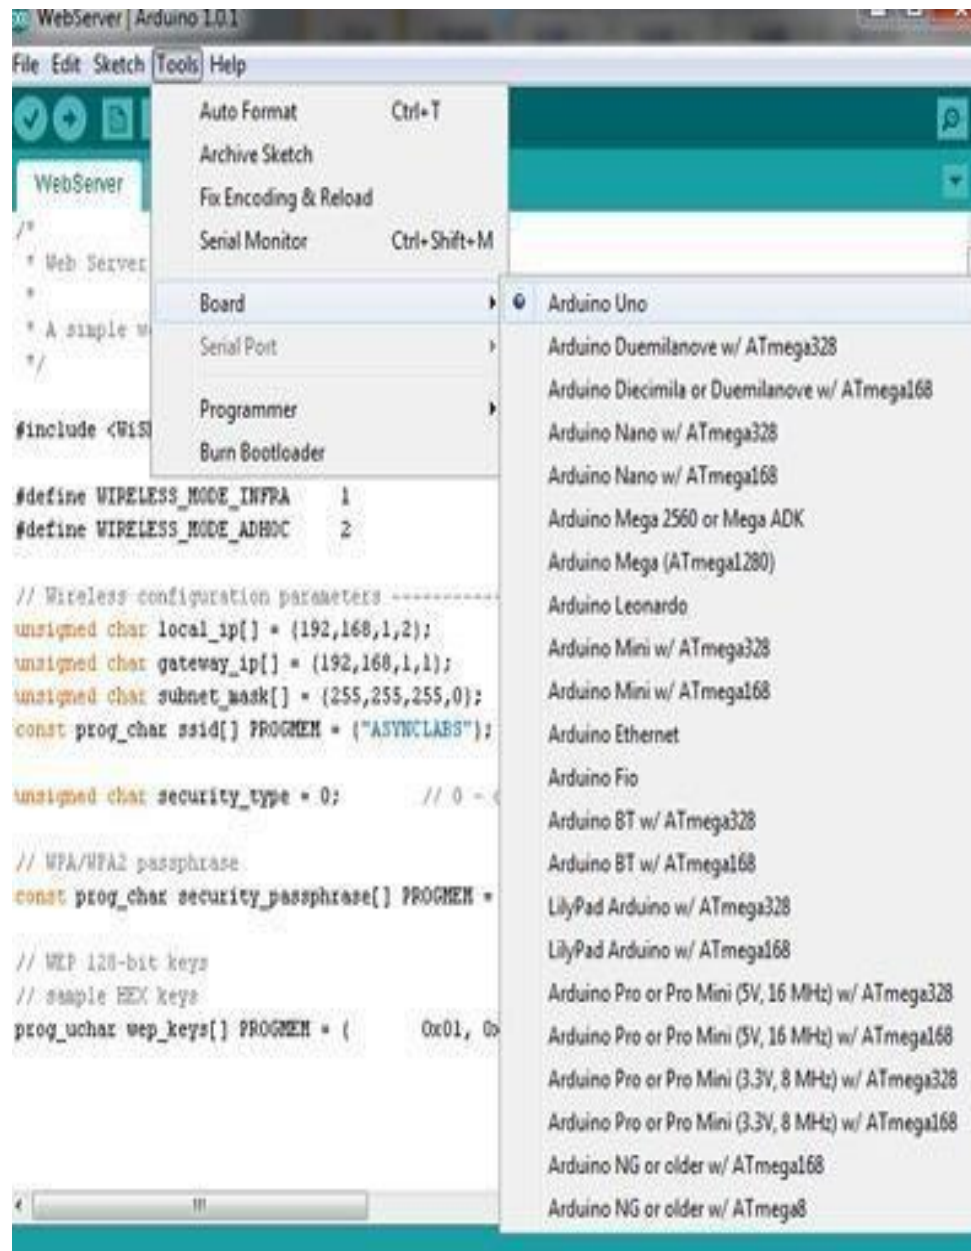 WebServer | Arduino 1.0.1
File Edit Sketch Tools Help
Auto Format Ctrl+T
Archive Sketch
Fix Encoding & Reload
Serial Monitor Ctrl+Shift+M
Board
Serial Port
Programmer
Burn Bootloader
Arduino Uno
Arduino Duemilanove w/ ATmega328
Arduino Diecimila or Duemilanove w/ ATmega168
Arduino Nano w/ ATmega328
Arduino Nano w/ ATmega168
Arduino Mega 2560 or Mega ADK
Arduino Mega (ATmega1280)
Arduino Leonardo
Arduino Mini w/ ATmega328
Arduino Mini w/ ATmega168
Arduino Ethernet
Arduino Fio
Arduino BT w/ ATmega328
Arduino BT w/ ATmega168
LilyPad Arduino w/ ATmega328
LilyPad Arduino w/ ATmega168
Arduino Pro or Pro Mini (5V, 16 MHz) w/ ATmega328
Arduino Pro or Pro Mini (5V, 16 MHz) w/ ATmega168
Arduino Pro or Pro Mini (3.3V, 8 MHz) w/ ATmega328
Arduino Pro or Pro Mini (3.3V, 8 MHz) w/ ATmega168
Arduino NG or older w/ ATmega168
Arduino NG or older w/ ATmega8
WebServer
/*
* Web Server
*
* A simple
*/
#include
#define WIRELESS_MODE_INFRA 1
#define WIRELESS_MODE_ADHOC 2
// Wireless configuration parameters ------------
unsigned char local_ip[] = {192,168,1,2};
unsigned char gateway_ip[] = {192,168,1,1};
unsigned char subnet_mask[] = {255,255,255,0};
const prog_char ssid[] PROGMEM = {"ASYNCLABS"};
unsigned char security_type = 0; // 0 -
// WPA/WPA2 passphrase
const prog_char security_passphrase[] PROGMEM =
// WEP 128-bit keys
// sample HEX keys
prog_uchar wep_keys[] PROGMEM = { 0x01,